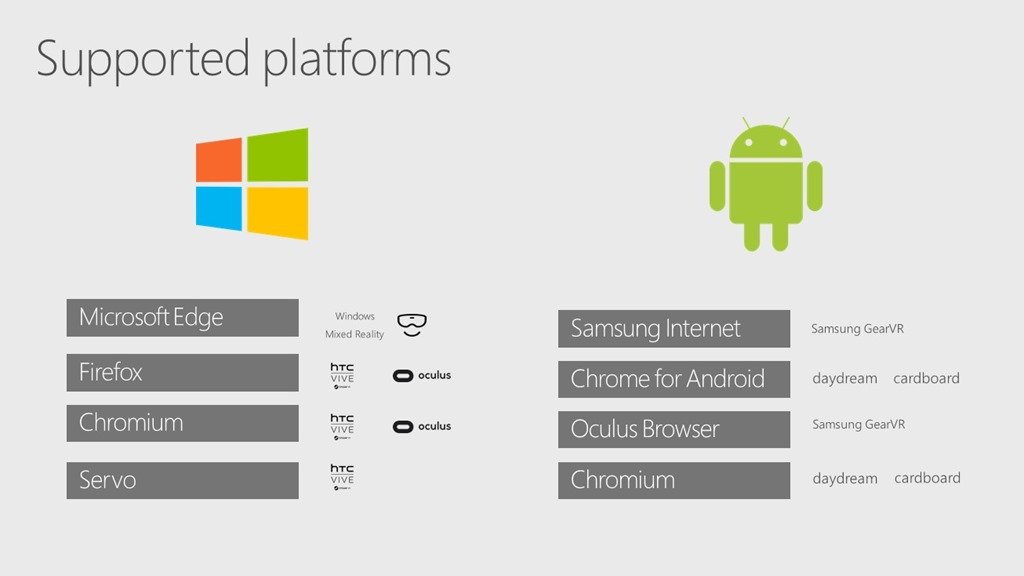 Supported platforms
Microsoft Edge
Windows
Mixed Reality
Firefox
hTC
VIVE
oculus
Chromium
hTC
VIVE
oculus
Servo
hTC
VIVE
Samsung Internet
Samsung GearVR
Chrome for Android
daydream cardboard
Oculus Browser
Samsung GearVR
Chromium
daydream cardboard